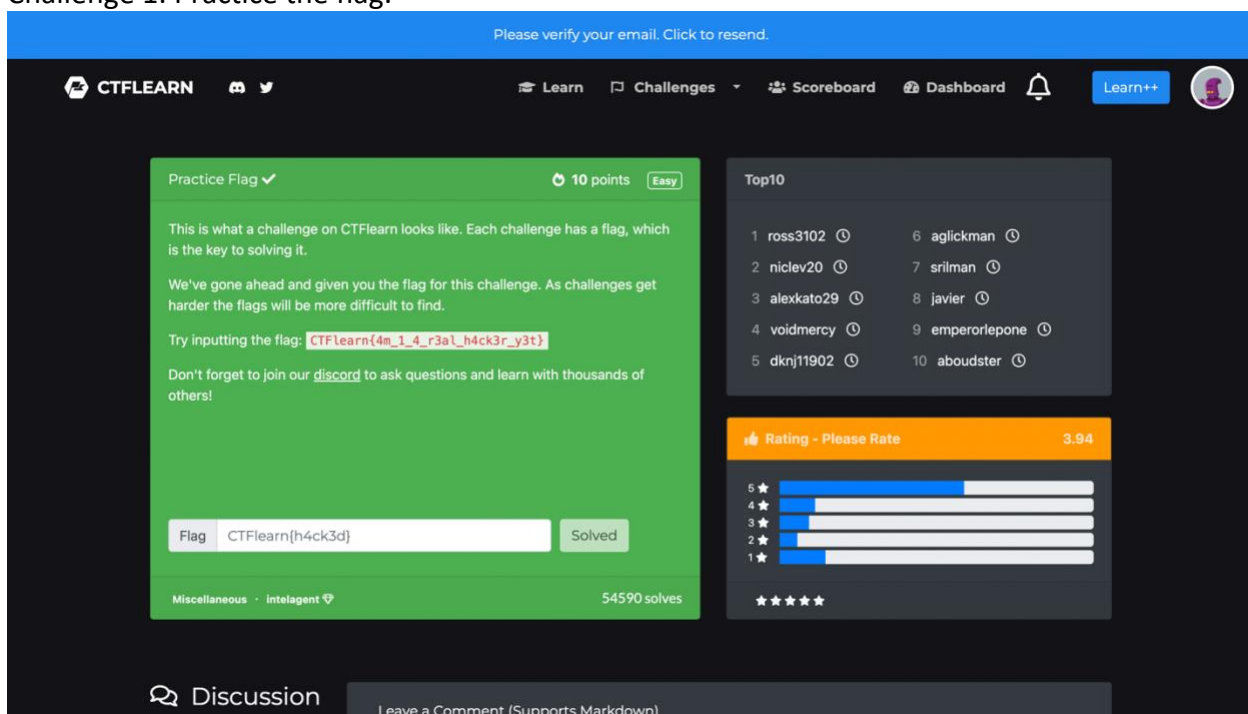 Challenge 1: Practice the flag.
Please verify your email. Click to resend.
CTFLEARN
Learn
Challenges
Scoreboard
Dashboard
Learn++
Practice Flag
10 points
Easy
This is what a challenge on CTFlearn looks like. Each challenge has a flag, which
is the key to solving it.
We've gone ahead and given you the flag for this challenge. As challenges get
harder the flags will be more difficult to find.
Try inputting the flag: CTFlearn{4m_1_4_r3al_h4ck3r_y3t}
Don't forget to join our discord to ask questions and learn with thousands of
others!
Flag
CTFlearn{h4ck3d}
Solved
Miscellaneous · intelagent
54590 solves
Top10
1 ross3102
2 niclev20
3 alexkato29
4 voidmercy
5 dknj11902
6 aglickman
7 srilman
8 javier
9 emperorlepone
10 aboudster
Rating - Please Rate
3.94
5
4
3
2
1
Discussion
Leave a Comment (Supports Markdown)